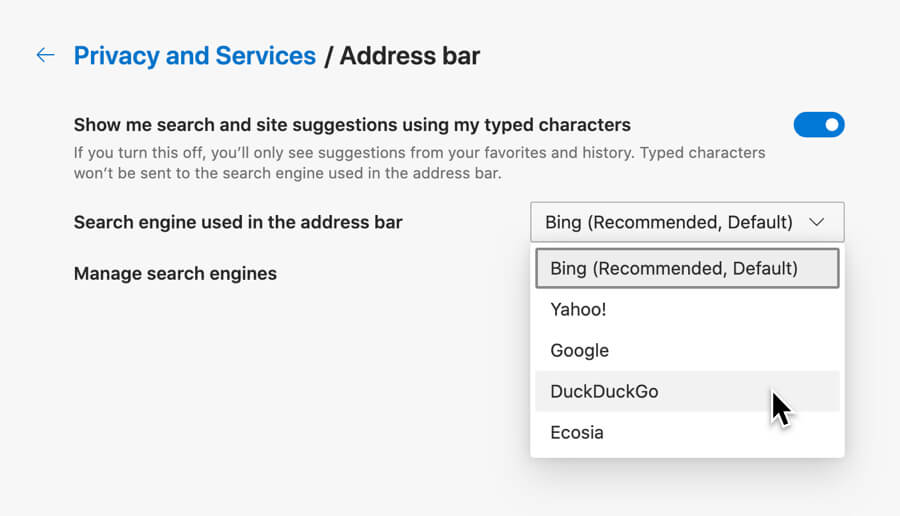 Privacy and Services / Address bar
Show me search and site suggestions using my typed characters
If you turn this off, you’ll only see suggestions from your favorites and history. Typed characters
won’t be sent to the search engine used in the address bar.
Search engine used in the address bar
Bing (Recommended, Default)
Manage search engines
Bing (Recommended, Default)
Yahoo!
Google
DuckDuckGo
Ecosia